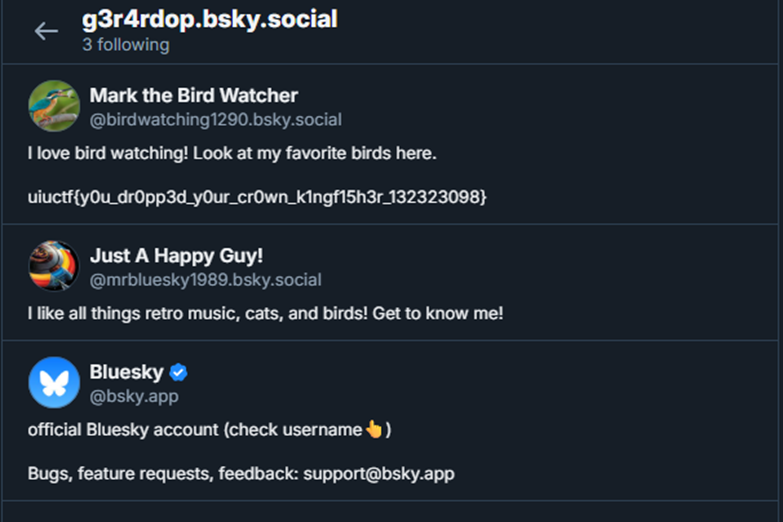 g3r4rdop.bsky.social
3 following
Mark the Bird Watcher
@birdwatching1290.bsky.social
I love bird watching! Look at my favorite birds here.
uiuctf{y0u_dr0pp3d_y0ur_cr0wn_k1ngf15h3r_132323098}
Just A Happy Guy!
@mrbluesky1989.bsky.social
I like all things retro music, cats, and birds! Get to know me!
Bluesky
@bsky.app
official Bluesky account (check username👆)
Bugs, feature requests, feedback: support@bsky.app